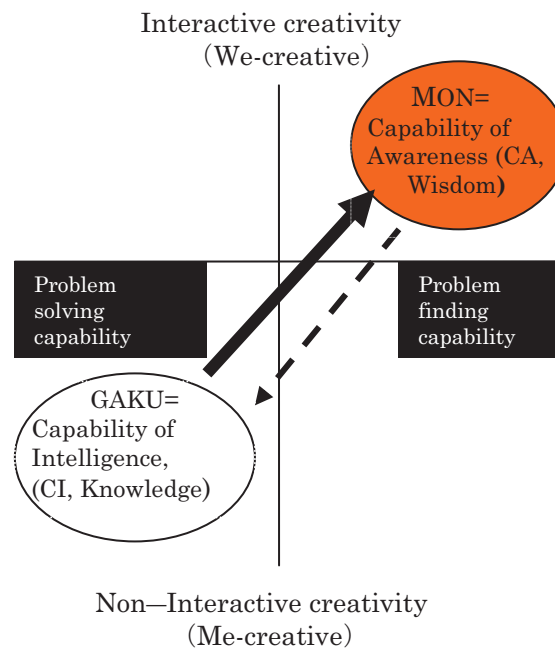 Interactive creativity
(We-creative)
MON=
Capability of
Awareness (CA,
Wisdom)
Problem
solving
capability
Problem
finding
capability
GAKU=
Capability of
Intelligence,
(CI, Knowledge)
Non—Interactive creativity
(Me-creative)